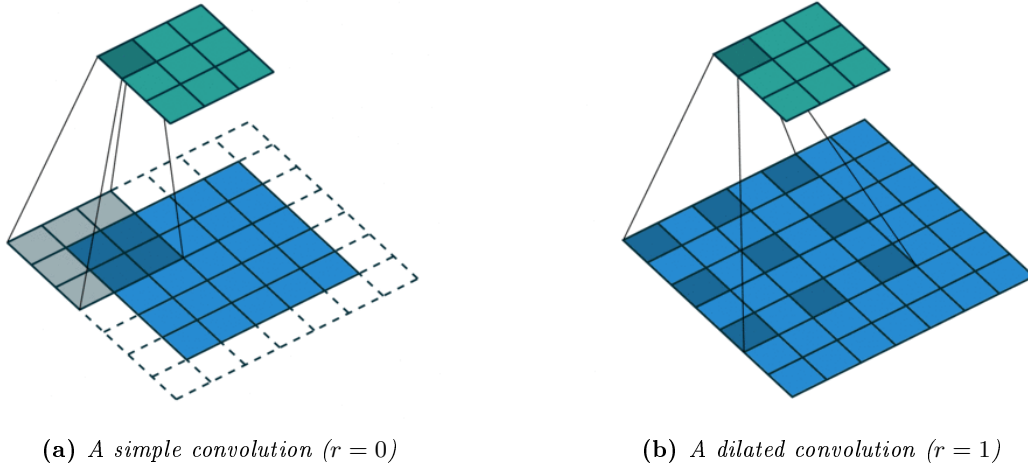 (a) A simple convolution (r = 0)
(b) A dilated convolution (r = 1)